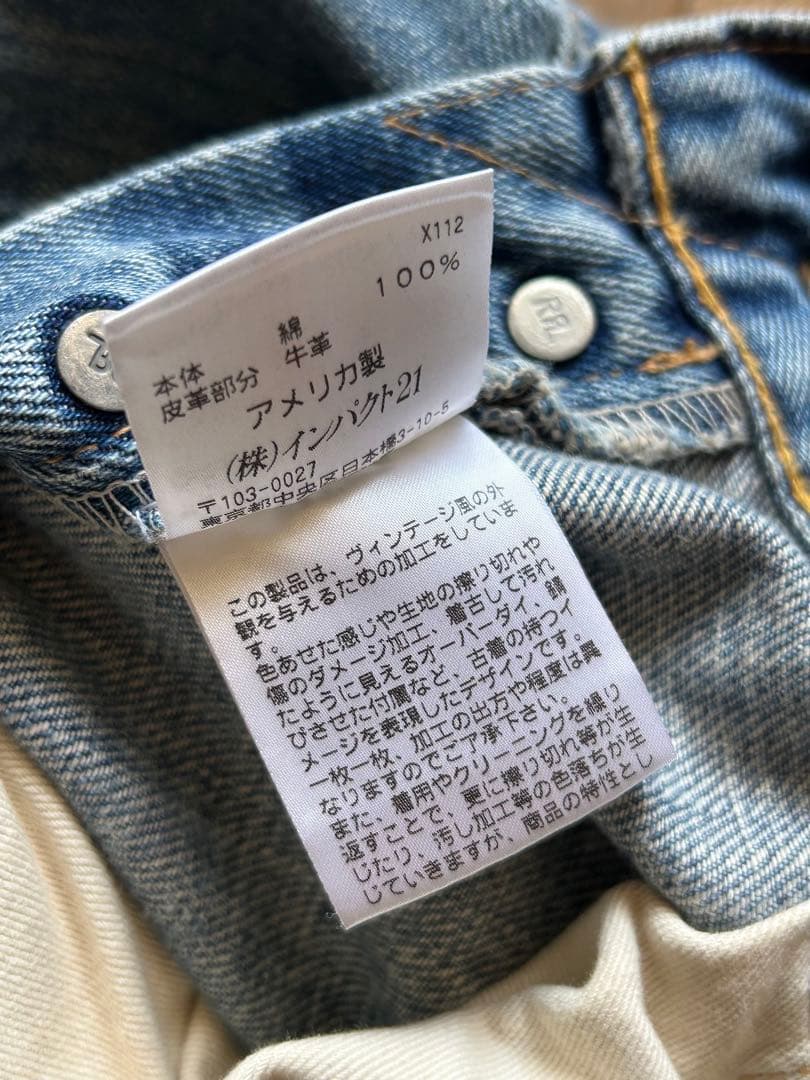 X112
綿 100%
本体
皮革部分 牛革
アメリカ製
(株)インパクト21
〒103-0027
東京都中央区日本橋3-10-5
RRL
この製品は、ヴィンテージ風の外
観を与えるための加工をしていま
す。
色あせた感じや生地の擦り切れや
傷のダメージ加工、着古して汚れ
たように見えるオーバーダイ、錆
びさせた付属など、古着の持つイ
メージを表現したデザインです。
一枚一枚、加工の出方や程度は異
なりますのでご了承下さい。
また、着用やクリーニングを繰り
返すことで、更に擦り切れ等が生
じたり、汚し加工等の色落ちが生
じていきますが、商品の特性とし